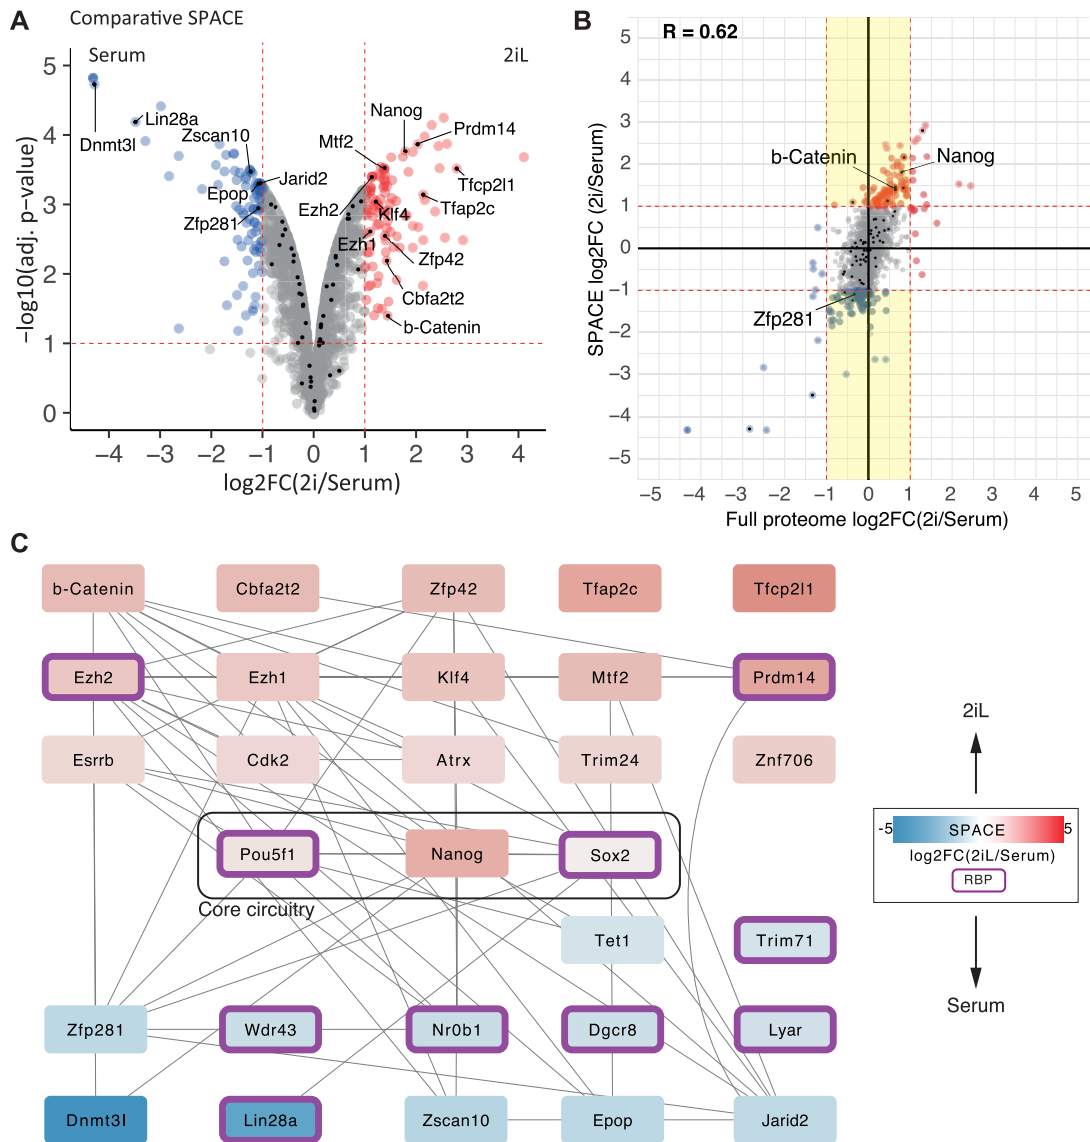 A
Comparative SPACE
Serum
2iL
Dnmt3l
Lin28a
Zscan10
Jarid2
Epop
Zfp281
Nanog
Prdm14
Mtf2
Tfcp2l1
Tfap2c
Ezh2
Klf4
Ezh1
Zfp42
Cbfa2t2
b-Catenin
−log10(adj. p-value)
5
4
3
2
1
0
−4
−3
−2
−1
0
1
2
3
4
log2FC(2i/Serum)
B
R = 0.62
b-Catenin
Nanog
Zfp281
SPACE log2FC (2i/Serum)
5
4
3
2
1
0
−1
−2
−3
−4
−5
−5
−4
−3
−2
−1
0
1
2
3
4
5
Full proteome log2FC(2i/Serum)
C
b-Catenin
Cbfa2t2
Zfp42
Tfap2c
Tfcp2l1
Ezh2
Ezh1
Klf4
Mtf2
Prdm14
Esrrb
Cdk2
Atrx
Trim24
Znf706
Pou5f1
Nanog
Sox2
Core circuitry
Tet1
Trim71
Zfp281
Wdr43
Nr0b1
Dgcr8
Lyar
Dnmt3l
Lin28a
Zscan10
Epop
Jarid2
2iL
-5
SPACE
5
log2FC(2iL/Serum)
RBP
Serum